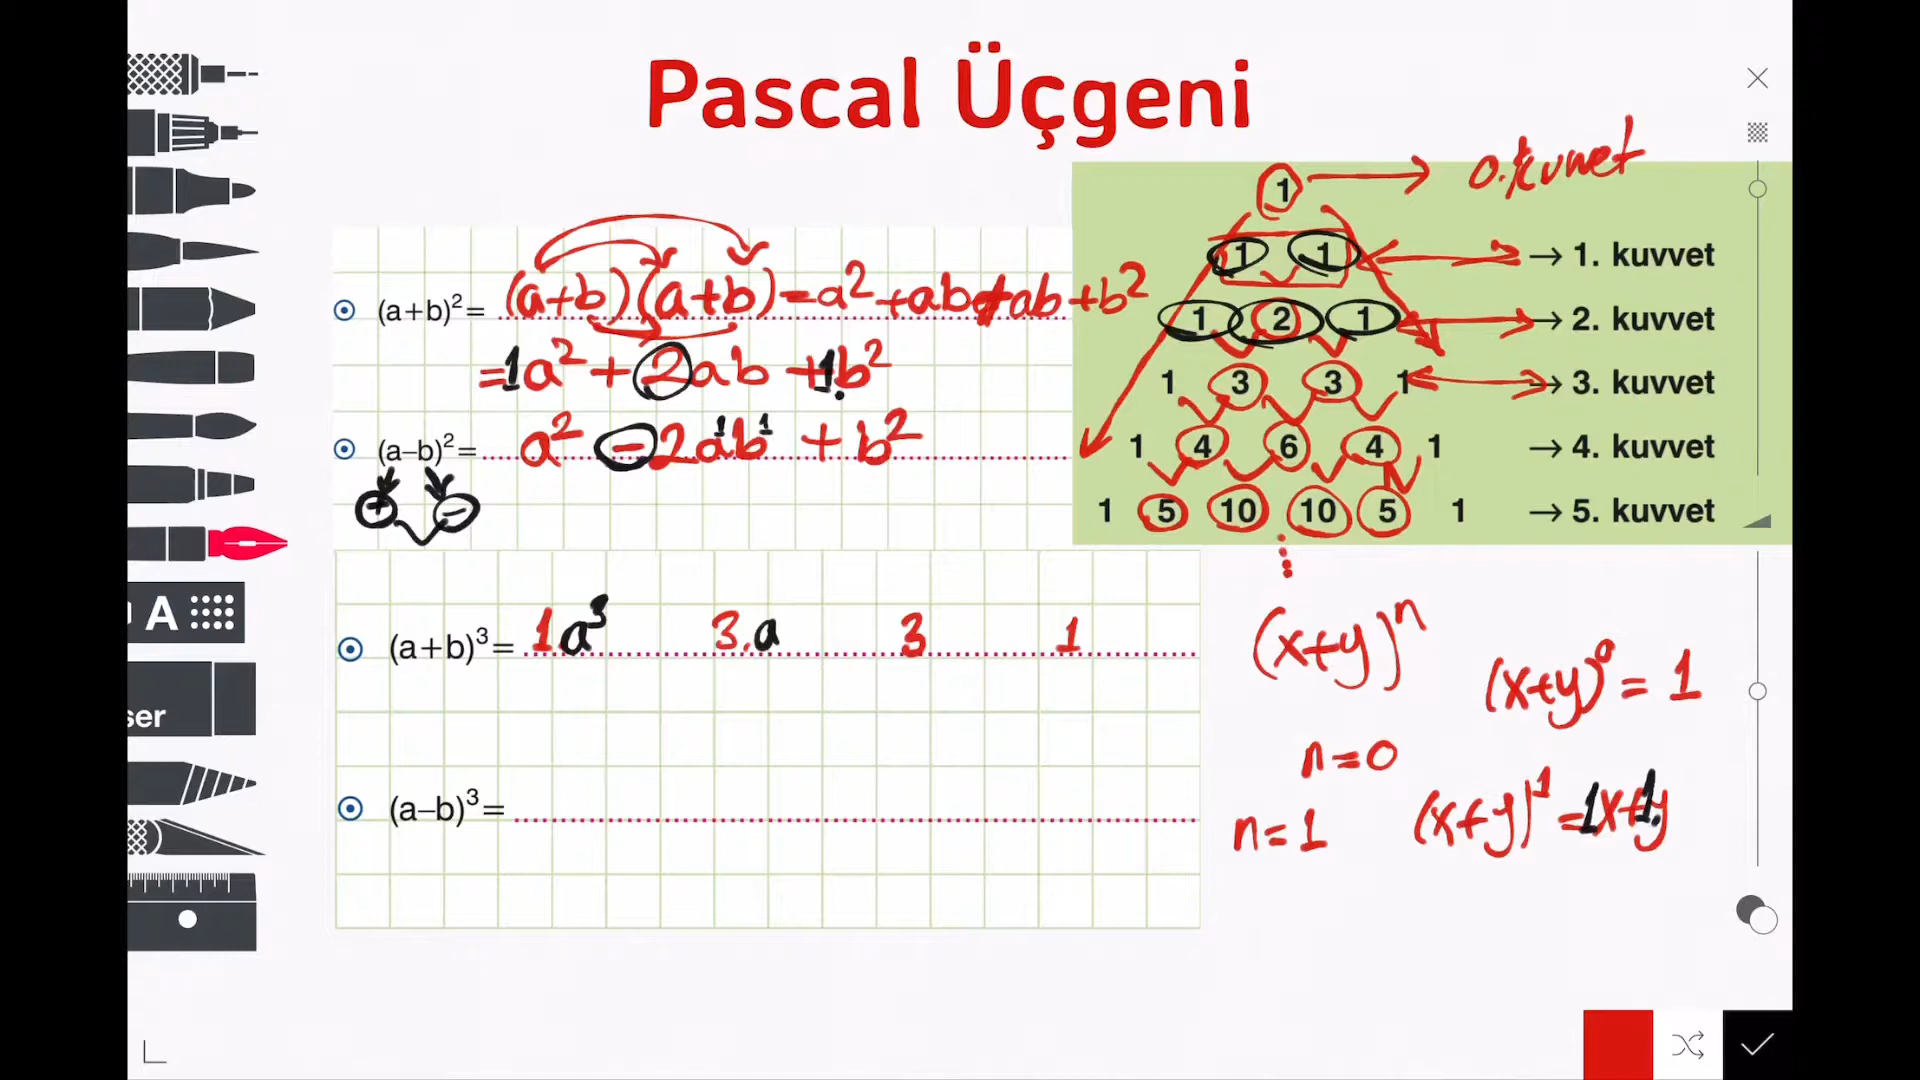 Pascal Üçgeni
(a+b)²= (a+b)(a+b)=a²+ab+ab+b²
=1a²+2ab+1b²
(a–b)²= a²-2a¹b¹+b²
+ -
1 → 0.kuvvet
1 1 → 1. kuvvet
1 2 1 → 2. kuvvet
1 3 3 1 → 3. kuvvet
1 4 6 4 1 → 4. kuvvet
1 5 10 10 5 1 → 5. kuvvet
(a+b)³= 1a³ 3.a 3 1
(a–b)³=
(x+y)ⁿ
(x+y)⁰=1
n=0
n=1 (x+y)¹=1x+1.y
A
ser